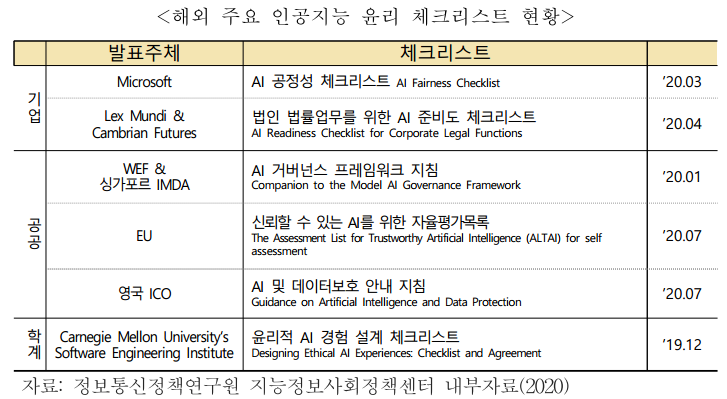 <해외 주요 인공지능 윤리 체크리스트 현황>
발표주체 체크리스트
기업
Microsoft AI 공정성 체크리스트 AI Fairness Checklist ’20.03
Lex Mundi & Cambrian Futures
법인 법률업무를 위한 AI 준비도 체크리스트
AI Readiness Checklist for Corporate Legal Functions
’20.04
공공
WEF &
싱가포르 IMDA
AI 거버넌스 프레임워크 지침
Companion to the Model AI Governance Framework
’20.01
EU
신뢰할 수 있는 AI를 위한 자율평가목록
The Assessment List for Trustworthy Artificial Intelligence (ALTAI) for self
assessment
’20.07
영국 ICO
AI 및 데이터보호 안내 지침
Guidance on Artificial Intelligence and Data Protection
’20.07
학계
Carnegie Mellon University’s
Software Engineering Institute
윤리적 AI 경험 설계 체크리스트
Designing Ethical AI Experiences: Checklist and Agreement
’19.12
자료: 정보통신정책연구원 지능정보사회정책센터 내부자료(2020)